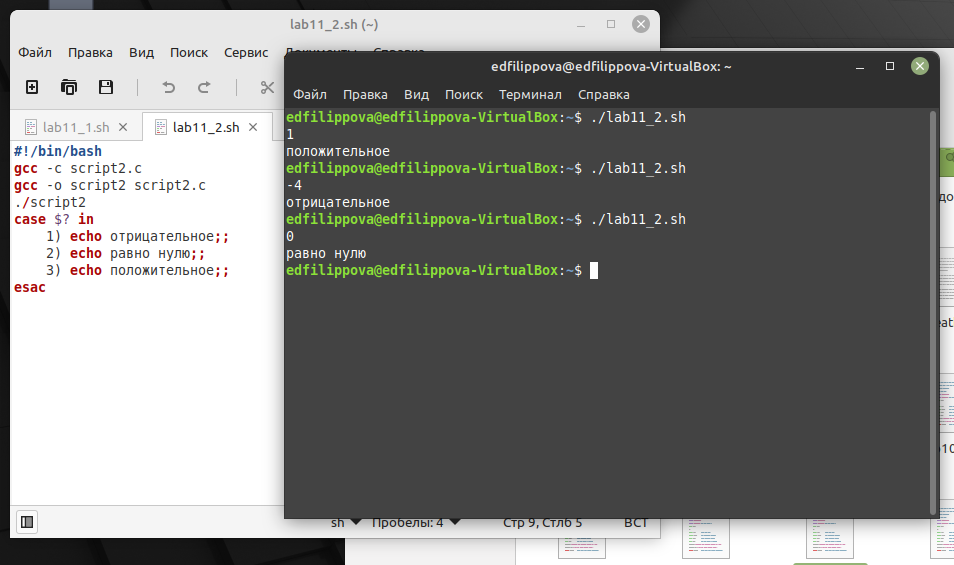 lab11_2.sh (~)
Файл Правка Вид Поиск Сервис Документы Справка
lab11_1.sh
lab11_2.sh
#!/bin/bash
gcc -c script2.c
gcc -o script2 script2.c
./script2
case $? in
1) echo отрицательное;;
2) echo равно нулю;;
3) echo положительное;;
esac
sh Пробелы: 4 Стр 9, Стлб 5 ВСТ
edfilippova@edfilippova-VirtualBox: ~
Файл Правка Вид Поиск Терминал Справка
edfilippova@edfilippova-VirtualBox:~$ ./lab11_2.sh
1
положительное
edfilippova@edfilippova-VirtualBox:~$ ./lab11_2.sh
-4
отрицательное
edfilippova@edfilippova-VirtualBox:~$ ./lab11_2.sh
0
равно нулю
edfilippova@edfilippova-VirtualBox:~$